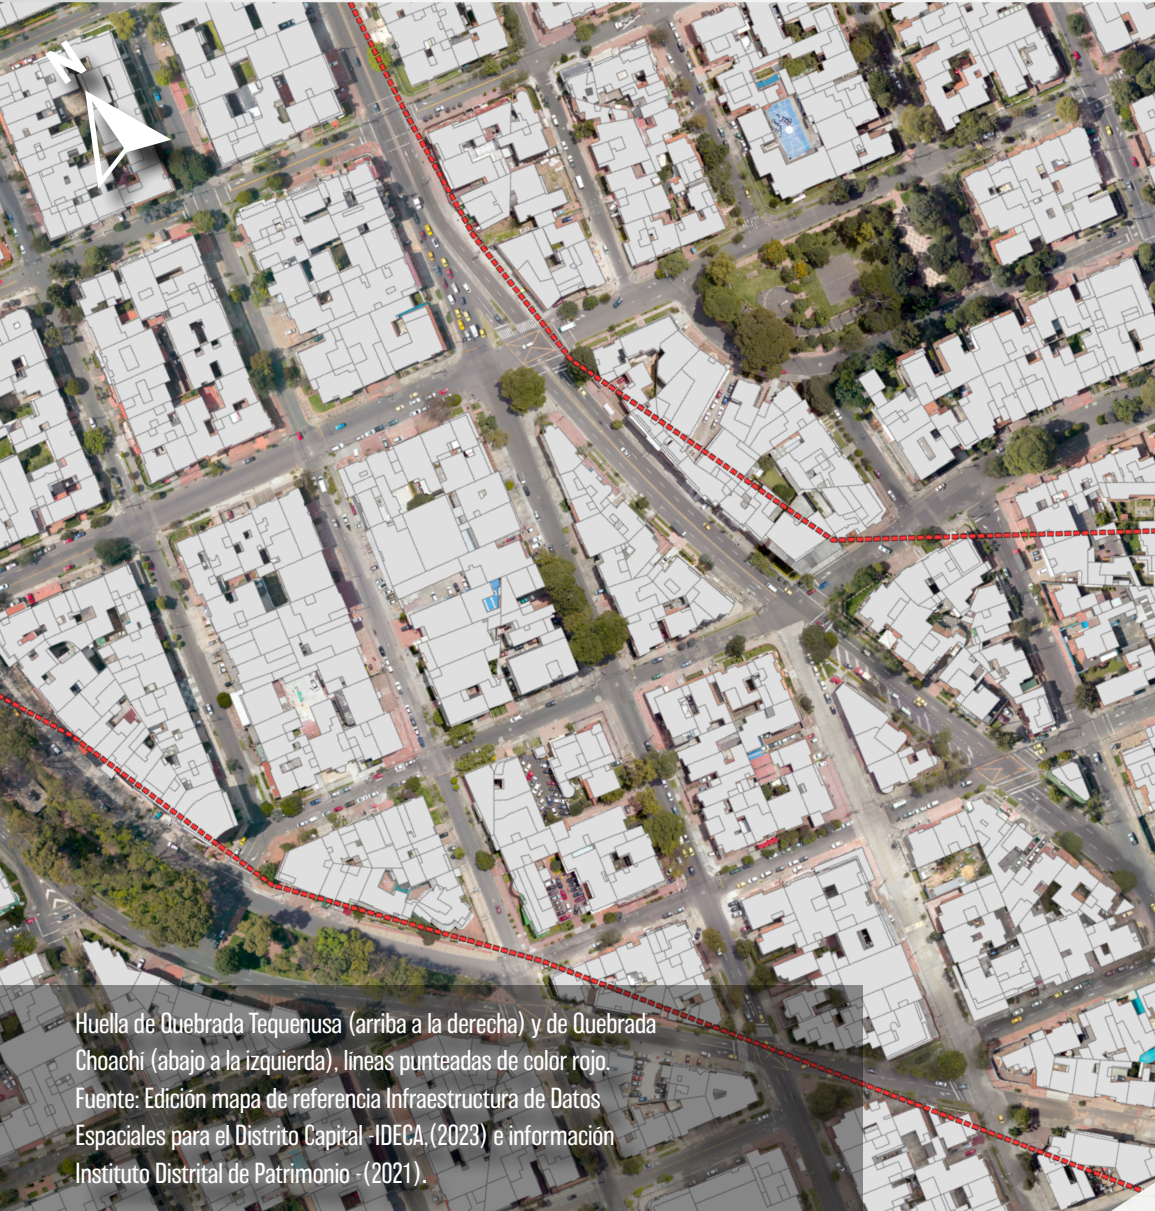 N
Huella de Quebrada Tequenusa (arriba a la derecha) y de Quebrada
Choachí (abajo a la izquierda), líneas punteadas de color rojo.
Fuente: Edición mapa de referencia Infraestructura de Datos
Espaciales para el Distrito Capital -IDECA,(2023) e información
Instituto Distrital de Patrimonio -(2021).